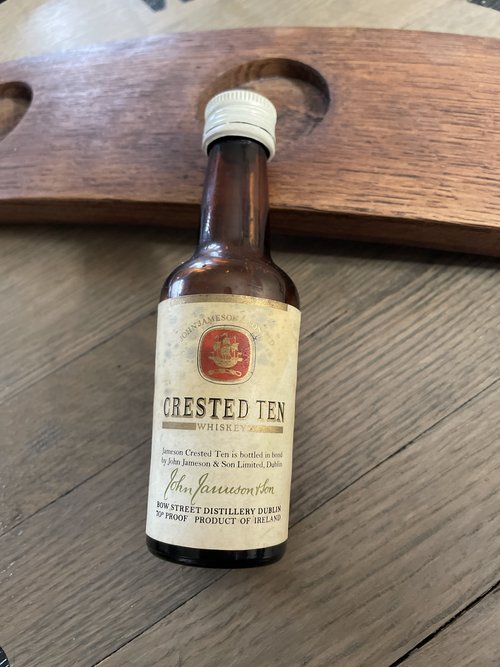 JOHN JAMESON & SON LTD
CRESTED TEN
WHISKEY
Jameson Crested Ten is bottled in bond
by John Jameson & Son Limited, Dublin
John Jameson & Son
BOW STREET DISTILLERY DUBLIN
70° PROOF PRODUCT OF IRELAND